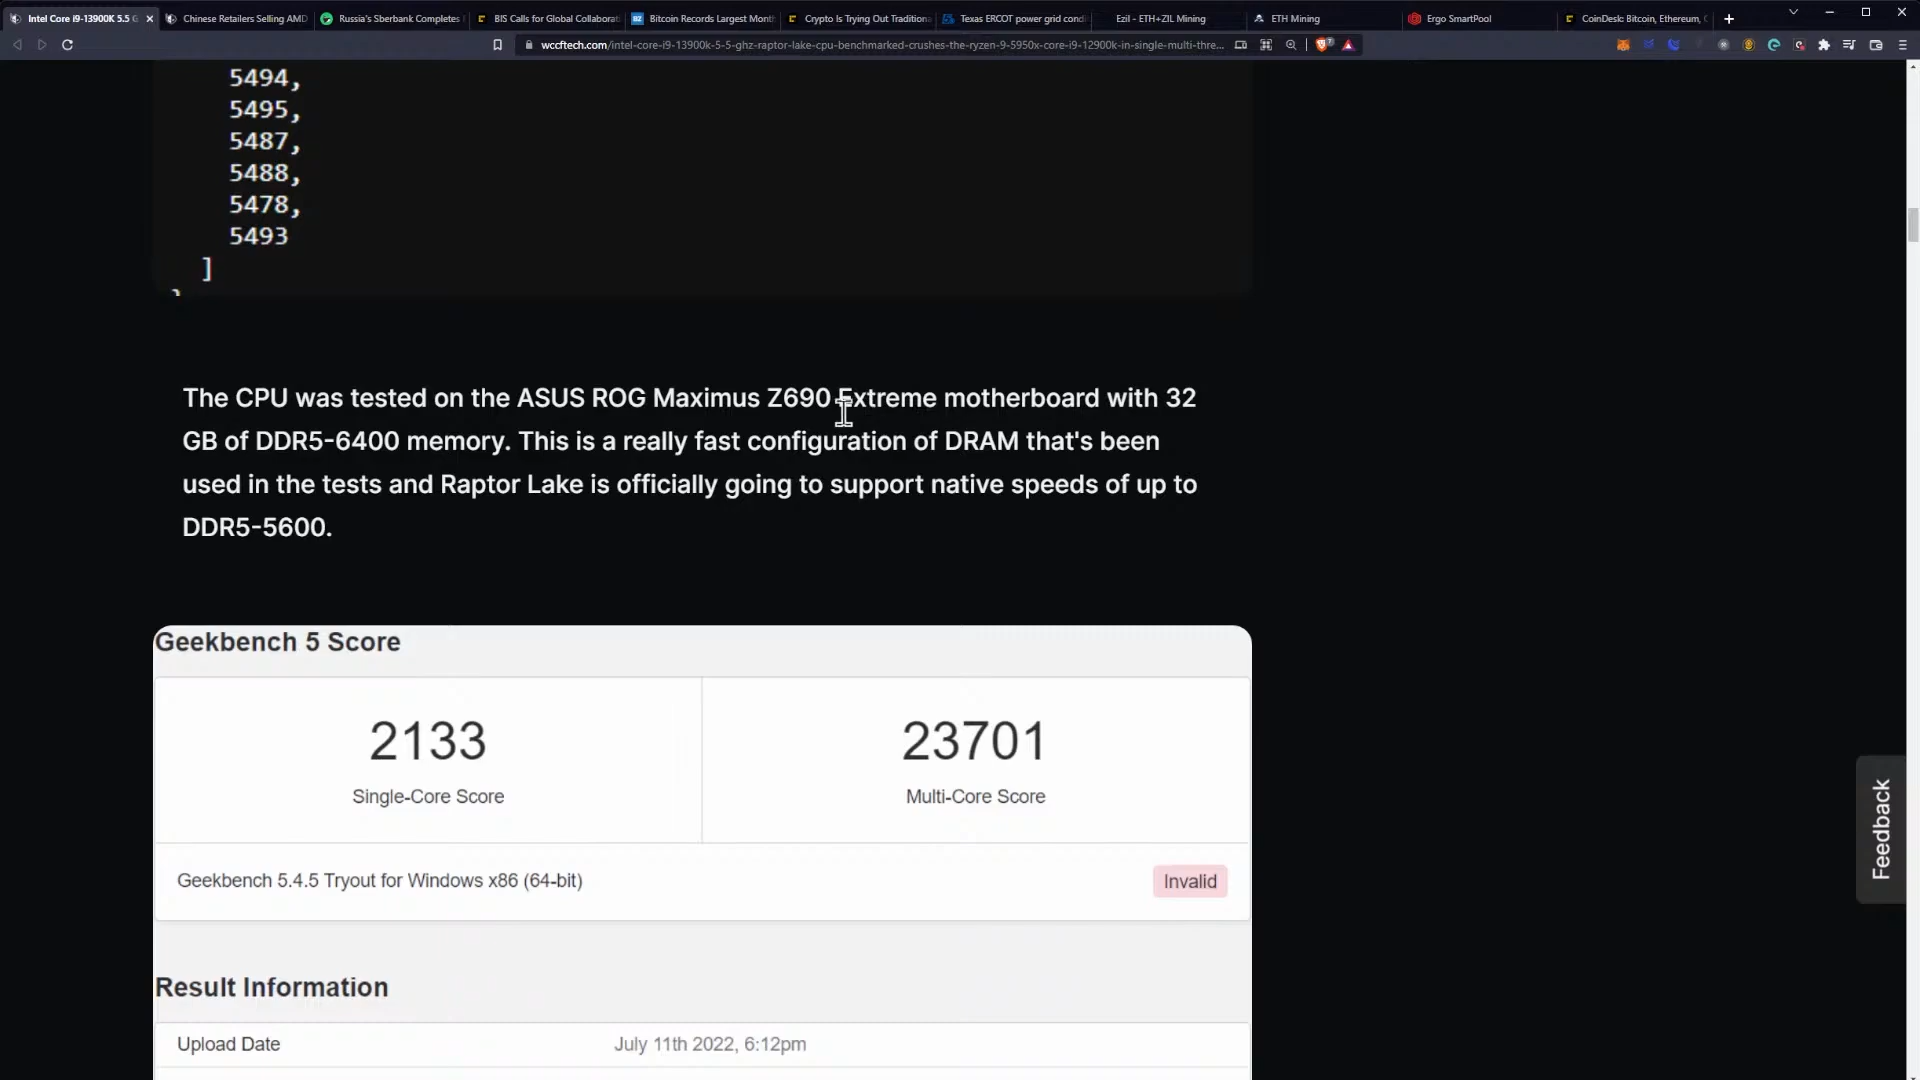 Intel Core i9-13900K 5.5 G
Chinese Retailers Selling AMD
Russia's Sberbank Completes
BIS Calls for Global Collaborat
Bitcoin Records Largest Month
Crypto Is Trying Out Traditiona
Texas ERCOT power grid condi
Ezil - ETH+ZIL Mining
ETH Mining
Ergo SmartPool
CoinDesk: Bitcoin, Ethereum, C
wccftech.com/intel-core-i9-13900k-5-5-ghz-raptor-lake-cpu-benchmarked-crushes-the-ryzen-9-5950x-core-i9-12900k-in-single-multi-thre...
5494,
5495,
5487,
5488,
5478,
5493
]
The CPU was tested on the ASUS ROG Maximus Z690 Extreme motherboard with 32
GB of DDR5-6400 memory. This is a really fast configuration of DRAM that's been
used in the tests and Raptor Lake is officially going to support native speeds of up to
DDR5-5600.
Geekbench 5 Score
2133
23701
Single-Core Score
Multi-Core Score
Geekbench 5.4.5 Tryout for Windows x86 (64-bit)
Invalid
Feedback
Result Information
Upload Date
July 11th 2022, 6:12pm